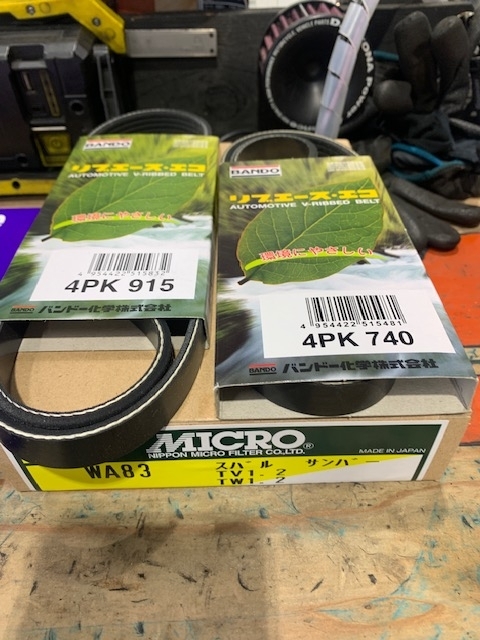 BANDO
リブエース・エコ
AUTOMOTIVE V-RIBBED BELT
環境にやさしい
4 954422 515832
4PK 915
BANDO バンドー化学株式会社
BANDO
リブエース・エコ
AUTOMOTIVE V-RIBBED BELT
環境にやさしい
4 954422 515481
4PK 740
BANDO バンドー化学株式会社
MICRO®
NIPPON MICRO FILTER CO.,LTD.
MADE IN JAPAN
WA83
スバル サンバー
TV1・2
TW1・2